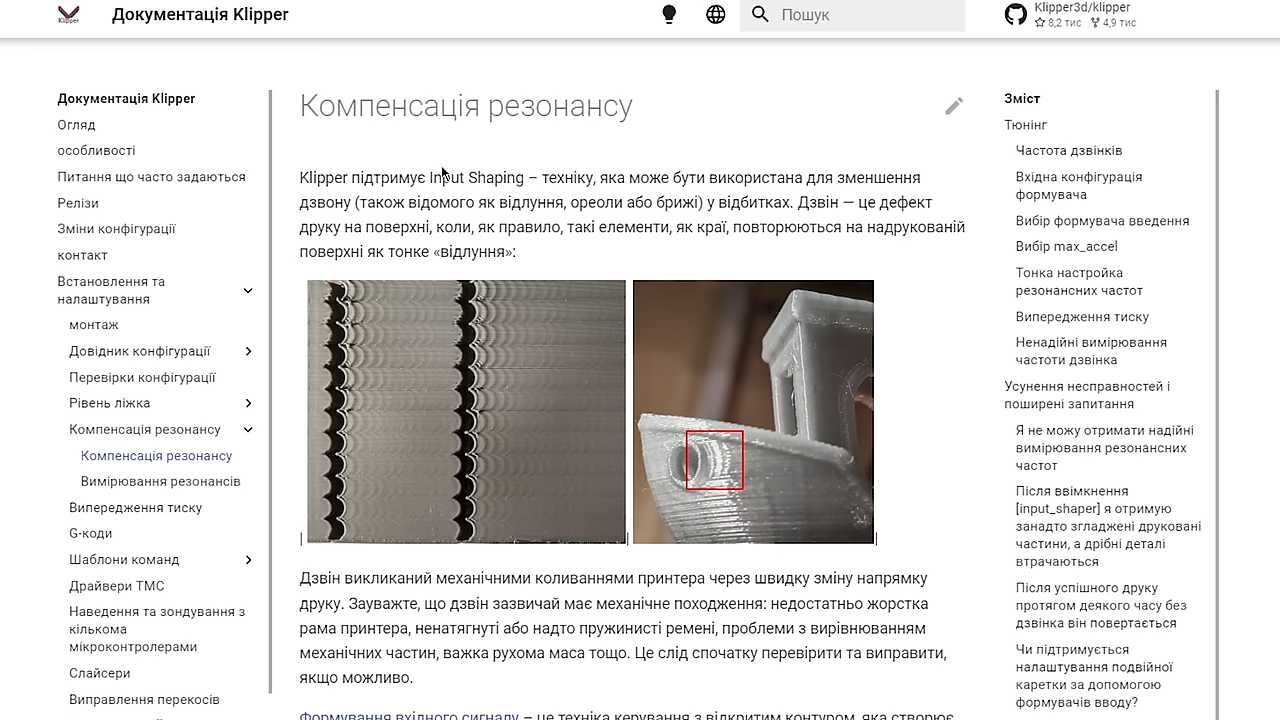 Klipper
Документація Klipper
Пошук
Klipper3d/klipper
8,2 тис 4,9 тис
Документація Klipper
Огляд
особливості
Питання що часто задаються
Релізи
Зміни конфігурації
контакт
Встановлення та
налаштування
монтаж
Довідник конфігурації
Перевірки конфігурації
Рівень ліжка
Компенсація резонансу
Компенсація резонансу
Вимірювання резонансів
Випередження тиску
G-коди
Шаблони команд
Драйвери TMC
Наведення та зондування з
кількома
мікроконтролерами
Слайсери
Виправлення перекосів
Компенсація резонансу
Klipper підтримує Input Shaping – техніку, яка може бути використана для зменшення
дзвону (також відомого як відлуння, ореоли або брижі) у відбитках. Дзвін — це дефект
друку на поверхні, коли, як правило, такі елементи, як краї, повторюються на надрукованій
поверхні як тонке «відлуння»:
Дзвін викликаний механічними коливаннями принтера через швидку зміну напрямку
друку. Зауважте, що дзвін зазвичай має механічне походження: недостатньо жорстка
рама принтера, ненатягнуті або надто пружинисті ремені, проблеми з вирівнюванням
механічних частин, важка рухома маса тощо. Це слід спочатку перевірити та виправити,
якщо можливо.
Формування вхідного сигналу – це техніка керування з відкритим контуром, яка створює
Зміст
Тюнінг
Частота дзвінків
Вхідна конфігурація
формувача
Вибір формувача введення
Вибір max_accel
Тонка настройка
резонансних частот
Випередження тиску
Ненадійні вимірювання
частоти дзвінка
Усунення несправностей і
поширені запитання
Я не можу отримати надійні
вимірювання резонансних
частот
Після ввімкнення
[input_shaper] я отримую
занадто згладжені друковані
частини, а дрібні деталі
втрачаються
Після успішного друку
протягом деякого часу без
дзвінка він повертається
Чи підтримується
налаштування подвійної
каретки за допомогою
формувачів вводу?